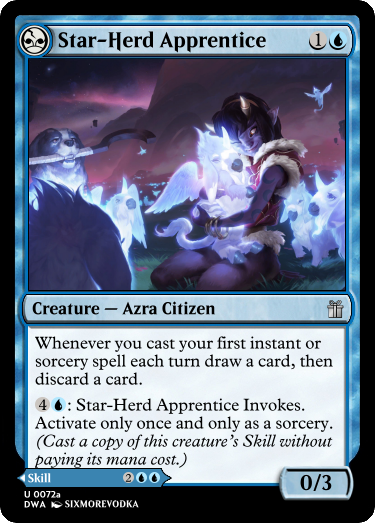 Star-Herd Apprentice 1
Creature — Azra Citizen
Whenever you cast your first instant or
sorcery spell each turn draw a card, then
discard a card.
4: Star-Herd Apprentice Invokes.
Activate only once and only as a sorcery.
(Cast a copy of this creature's Skill without
paying its mana cost.)
Skill 2
0/3
U 0072a
DWA SIXMOREVODKA